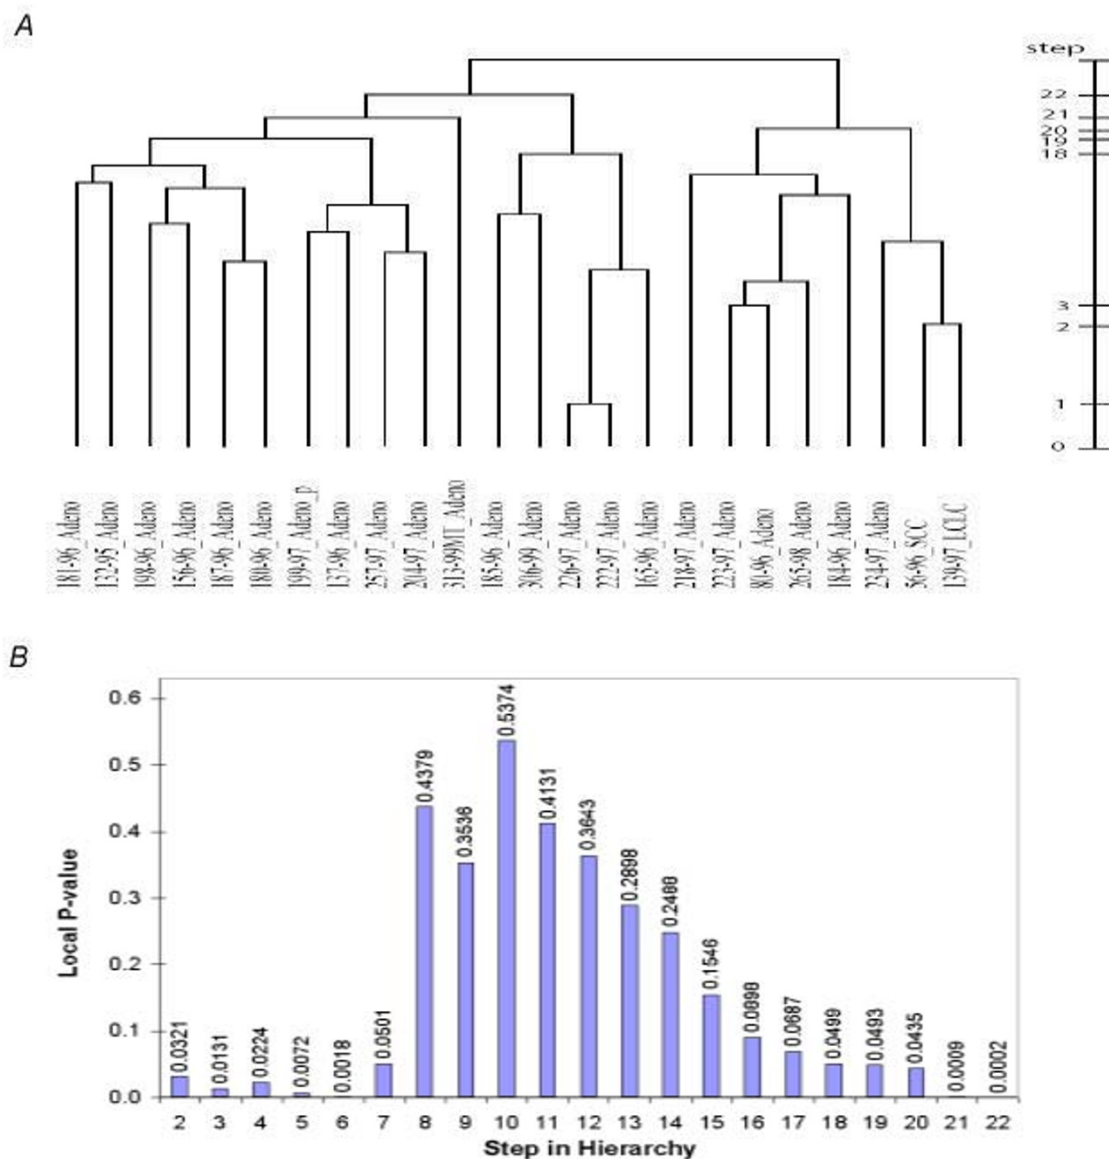 A
step
22
21
20
19
18
3
2
1
0
181-96_Adeno
132-95_Adeno
198-96_Adeno
156-96_Adeno
187-96_Adeno
180-96_Adeno
199-97_Adeno_p
137-96_Adeno
257-97_Adeno
204-97_Adeno
313-99MT_Adeno
185-96_Adeno
306-99_Adeno
226-97_Adeno
222-97_Adeno
165-96_Adeno
218-97_Adeno
223-97_Adeno
80-96_Adeno
265-98_Adeno
184-96_Adeno
234-97_Adeno
56-96_SCC
139-97_LCLC
B
Local P-value
0.6
0.5
0.4
0.3
0.2
0.1
0.0
0.0321
0.0131
0.0224
0.0072
0.0018
0.0501
0.4379
0.3536
0.5374
0.4131
0.3643
0.2898
0.2488
0.1546
0.0898
0.0687
0.0499
0.0493
0.0435
0.0009
0.0002
2 3 4 5 6 7 8 9 10 11 12 13 14 15 16 17 18 19 20 21 22
Step in Hierarchy